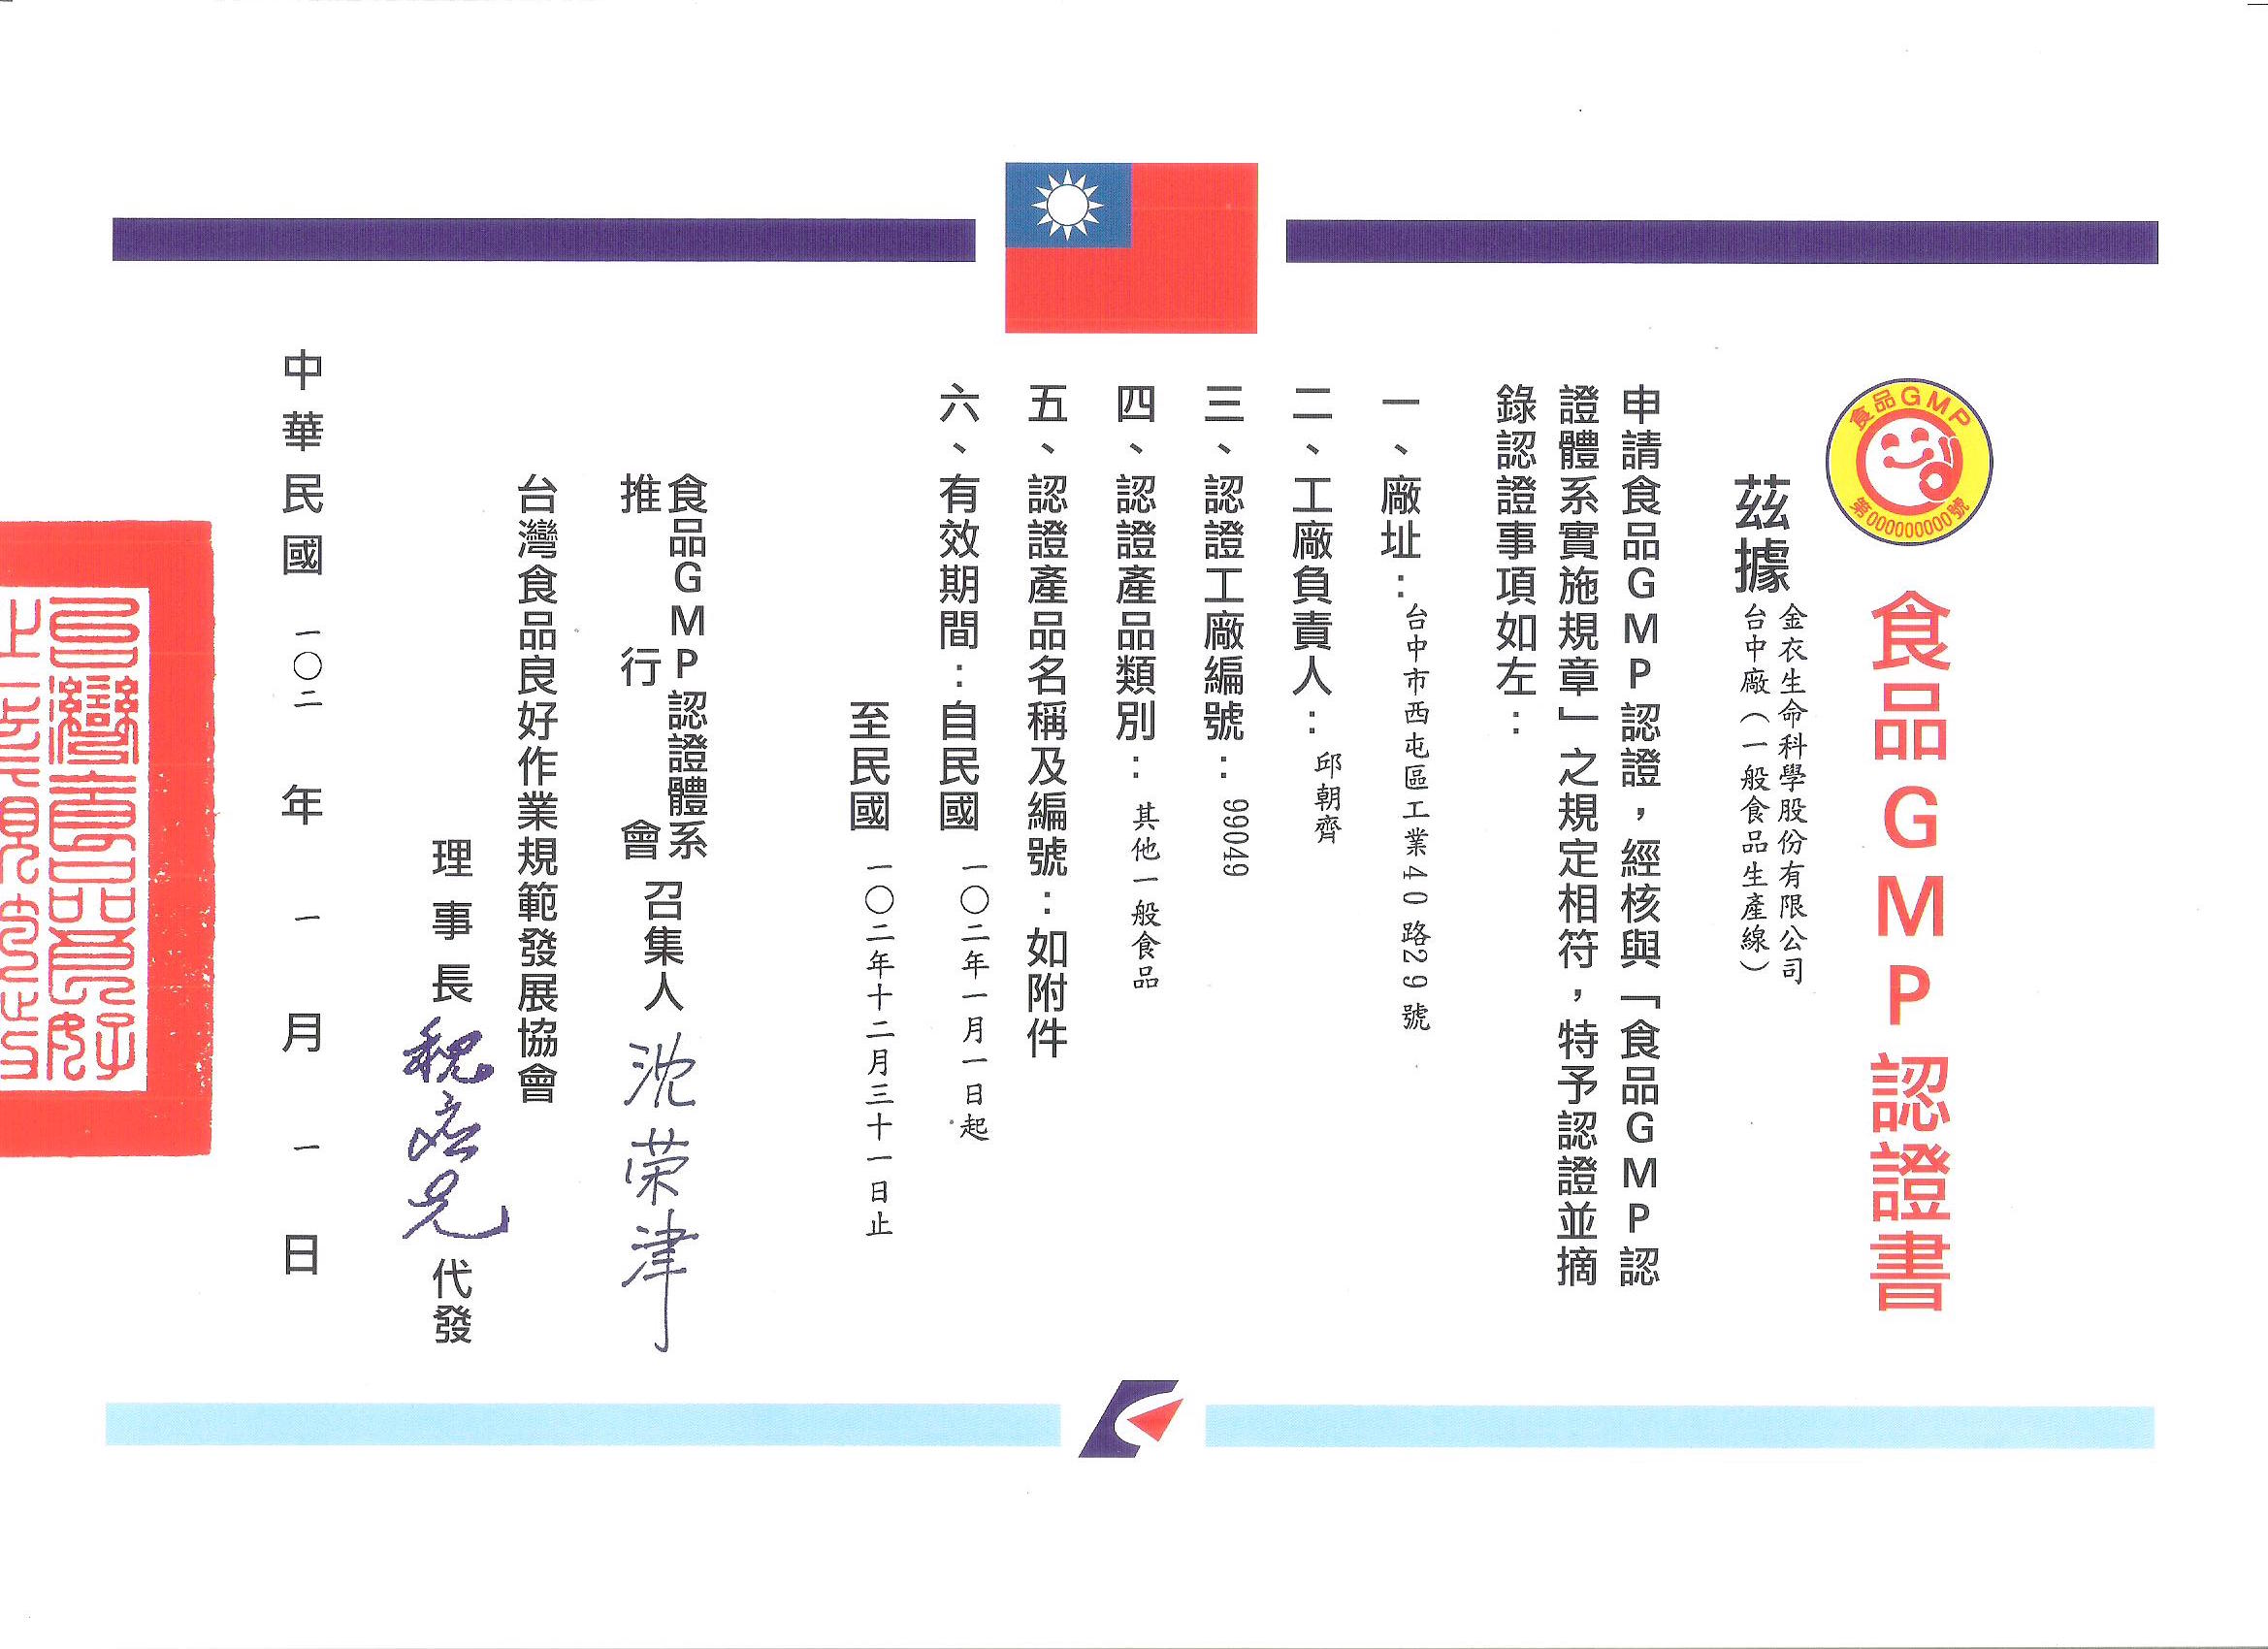 食品GMP
第000000000號
食品GMP認證書
茲據
金衣生命科學股份有限公司
台中廠（一般食品生產線）
申請食品GMP認證，經核與「食品GMP認
證體系實施規章」之規定相符，特予認證並摘
錄認證事項如左：
一、廠址：台中市西屯區工業40路29號
二、工廠負責人：邱朝齊
三、認證工廠編號：99049
四、認證產品類別：其他一般食品
五、認證產品名稱及編號：如附件
六、有效期間：自民國一〇二年一月一日起
至民國一〇二年十二月三十一日止
食品GMP認證體系
推行會
召集人 沈荣津
台灣食品良好作業規範發展協會
理事長
代發
中華民國一〇二年一月一日
台灣食品良好